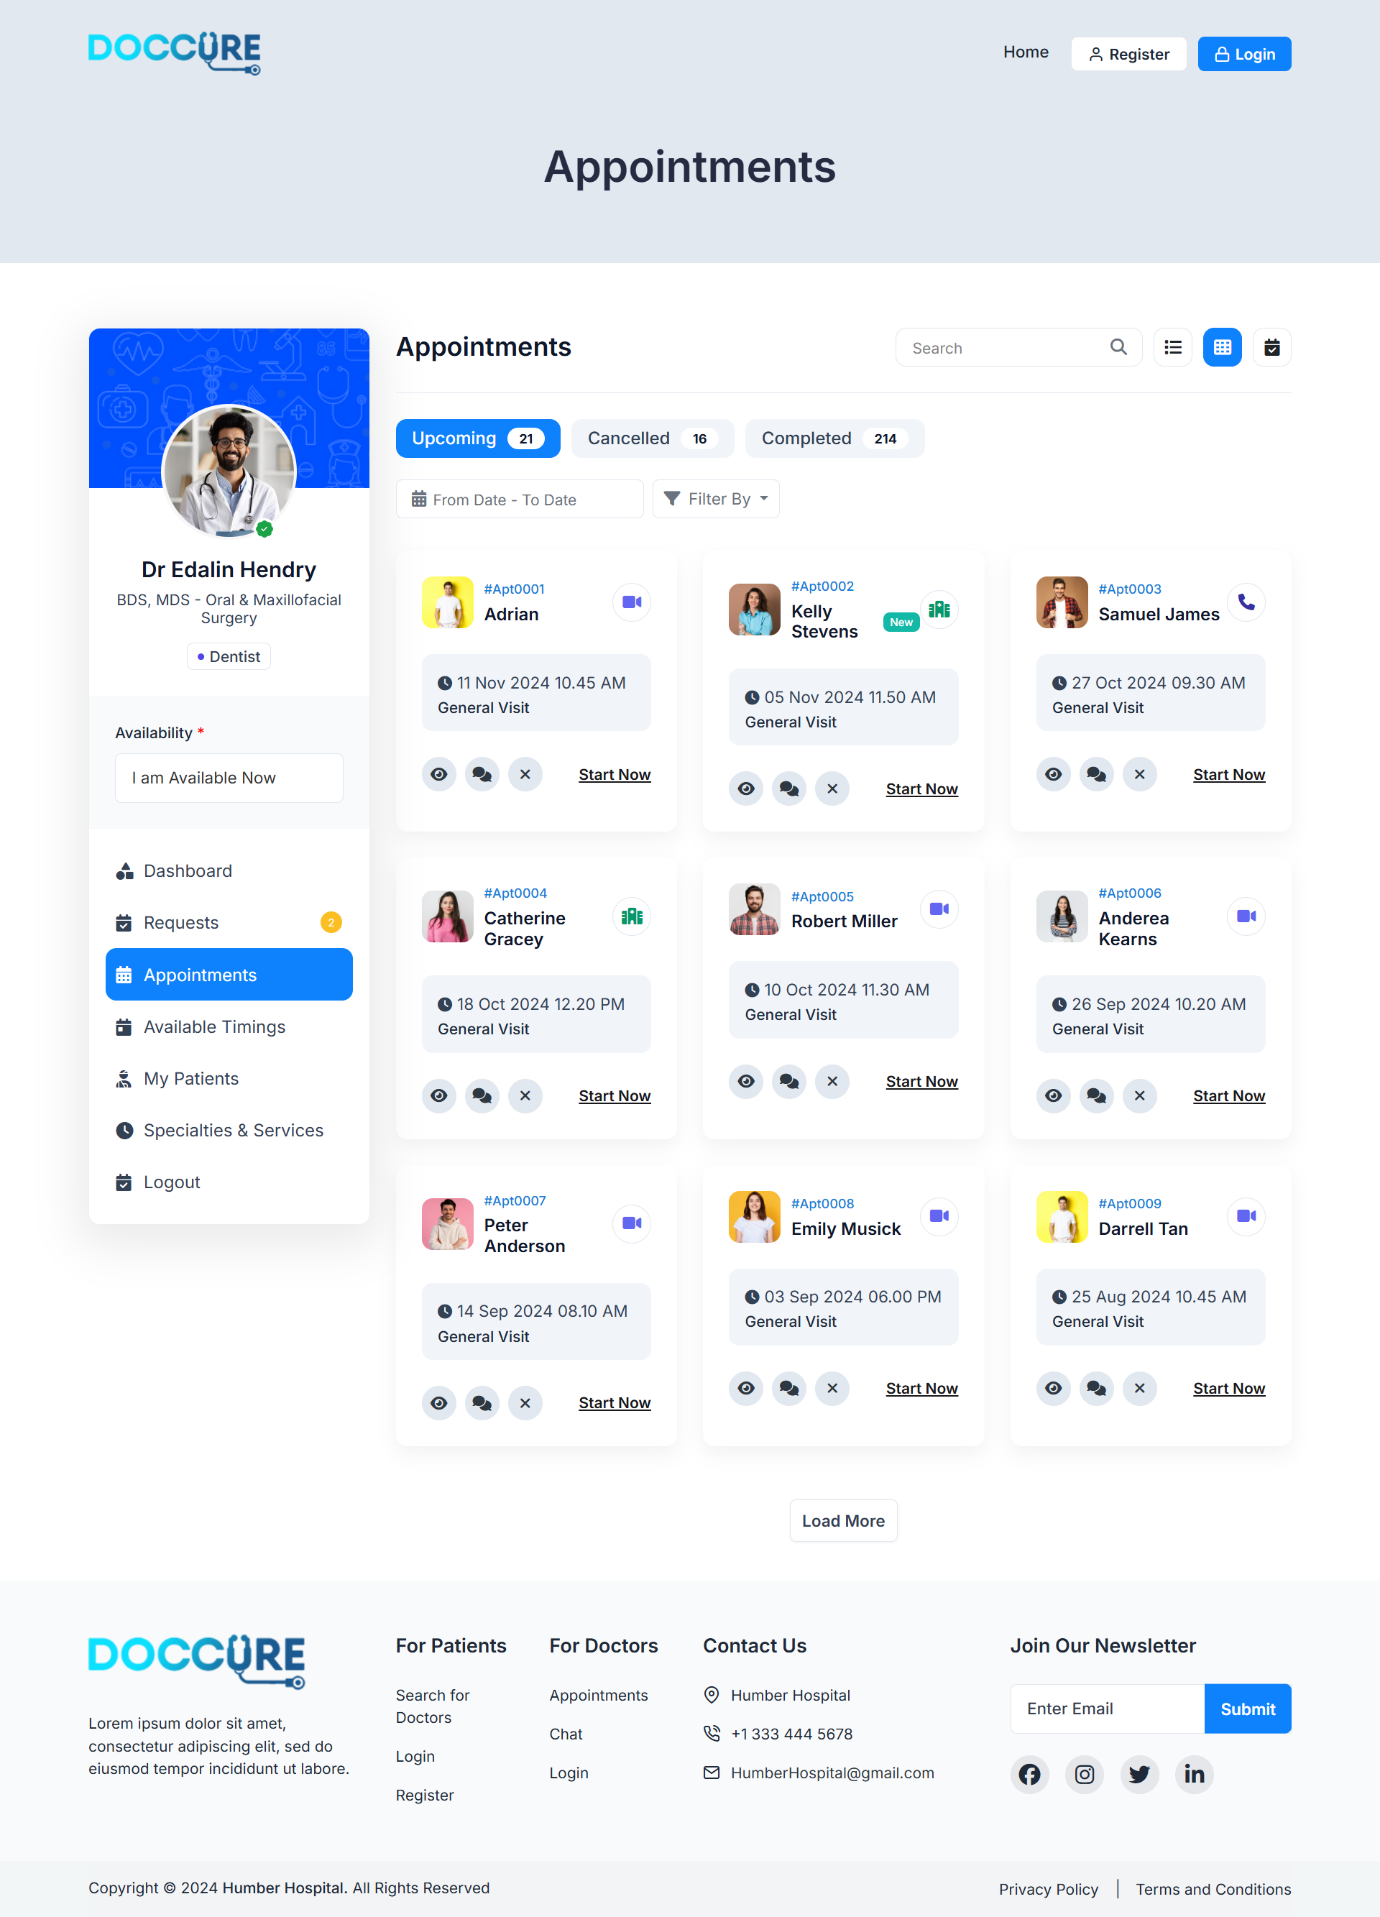 DOCCURE
Home
Register
Login
Appointments
Dr Edalin Hendry
BDS, MDS - Oral & Maxillofacial
Surgery
Dentist
Availability *
I am Available Now
Dashboard
Requests 2
Appointments
Available Timings
My Patients
Specialties & Services
Logout
Appointments
Search
Upcoming 21
Cancelled 16
Completed 214
From Date - To Date
Filter By
#Apt0001
Adrian
11 Nov 2024 10.45 AM
General Visit
Start Now
#Apt0002
Kelly
Stevens
New
05 Nov 2024 11.50 AM
General Visit
Start Now
#Apt0003
Samuel James
27 Oct 2024 09.30 AM
General Visit
Start Now
#Apt0004
Catherine
Gracey
18 Oct 2024 12.20 PM
General Visit
Start Now
#Apt0005
Robert Miller
10 Oct 2024 11.30 AM
General Visit
Start Now
#Apt0006
Anderea
Kearns
26 Sep 2024 10.20 AM
General Visit
Start Now
#Apt0007
Peter
Anderson
14 Sep 2024 08.10 AM
General Visit
Start Now
#Apt0008
Emily Musick
03 Sep 2024 06.00 PM
General Visit
Start Now
#Apt0009
Darrell Tan
25 Aug 2024 10.45 AM
General Visit
Start Now
Load More
DOCCURE
Lorem ipsum dolor sit amet,
consectetur adipiscing elit, sed do
eiusmod tempor incididunt ut labore.
For Patients
Search for
Doctors
Login
Register
For Doctors
Appointments
Chat
Login
Contact Us
Humber Hospital
+1 333 444 5678
HumberHospital@gmail.com
Join Our Newsletter
Enter Email
Submit
Copyright © 2024 Humber Hospital. All Rights Reserved
Privacy Policy
Terms and Conditions